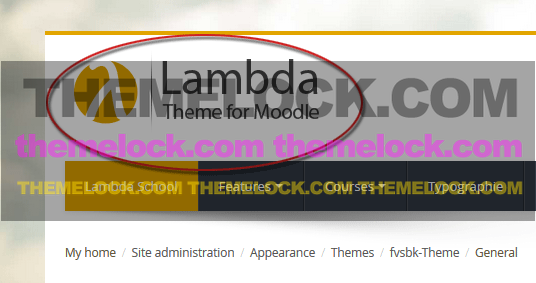 Lambda
THEMELOCK.COM
Theme for Moodle
themelock.com themelock.com
Lambda School Features Courses Typographie
THEMELOCK.COM THEMELOCK.COM THEMELOCK.COM
My home / Site administration / Appearance / Themes / fvsbk-Theme / General